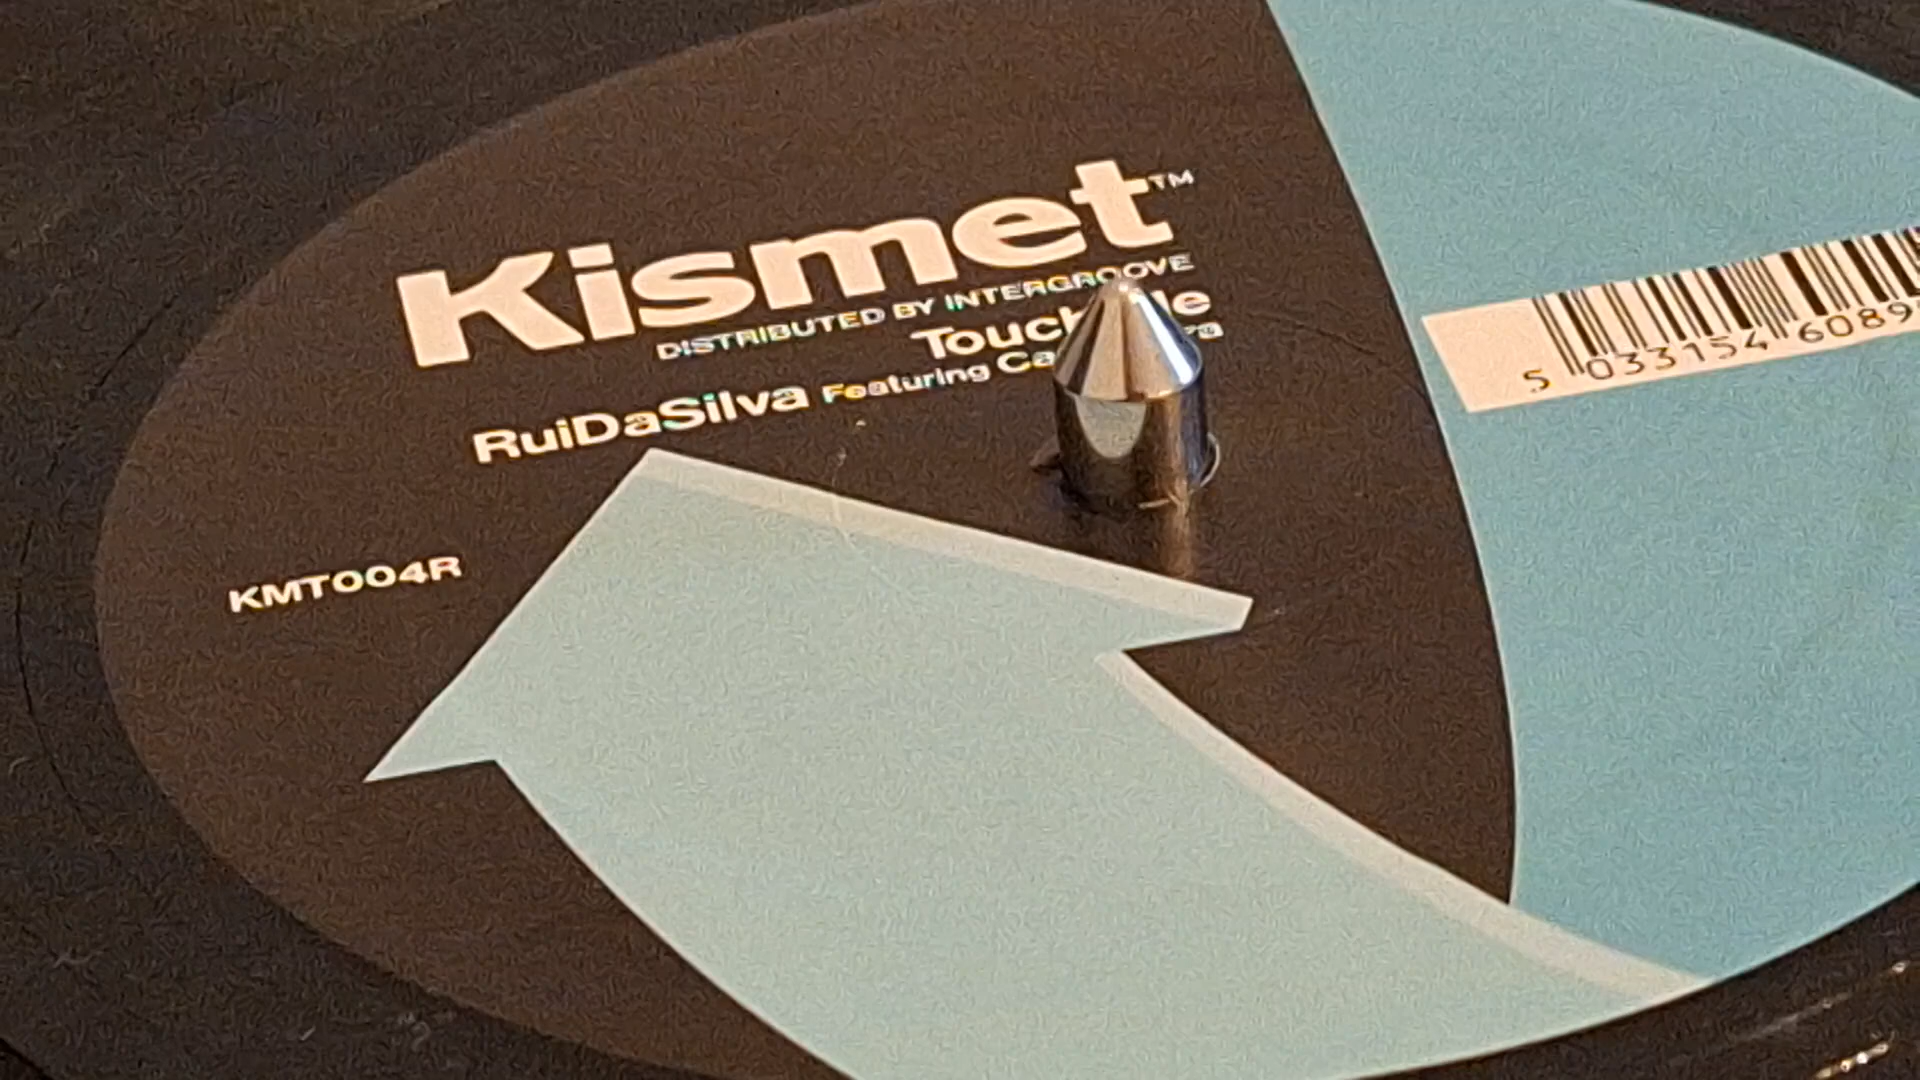 Kismet™
DISTRIBUTED BY INTERGROOVE
RuiDaSilva Featuring
KMT004R
5 033154 6089